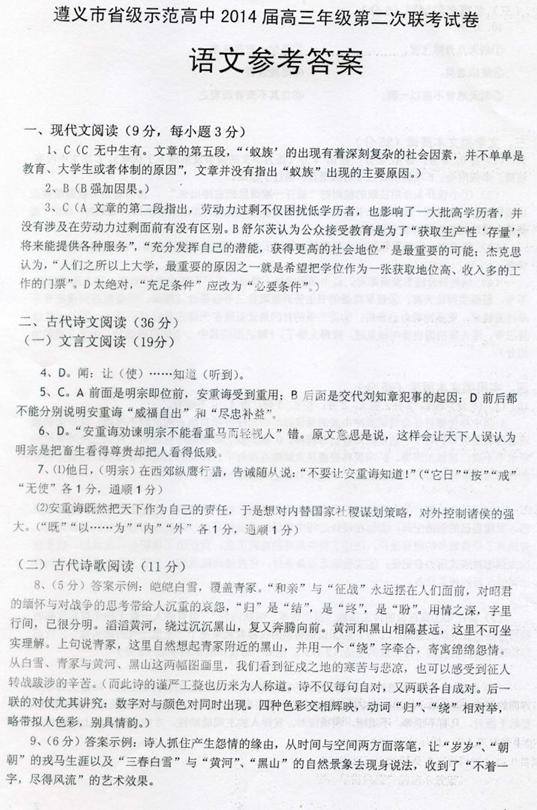 遵义市省级示范高中2014届高三年级第二次联考试卷
语文参考答案
一、现代文阅读（9分，每小题3分）
1、C（C 无中生有。文章的第五段，“‘蚁族’的出现有着深刻复杂的社会因素，并不单单是
教育、大学生或者体制的原因”，文章并没有指出“蚁族”出现的主要原因。）
2、B（B强加因果。）
3、C（A 文章的第二段指出，劳动力过剩不仅困扰低学历者，也影响了一大批高学历者，并
没有涉及在劳动力过剩面前有没有区别。B舒尔茨认为公众接受教育是为了“获取生产性‘存量’，
将来能提供各种服务”，“充分发挥自己的潜能，获得更高的社会地位”是最重要的可能；杰克思
认为，“人们之所以上大学，最重要的原因之一就是希望把学位作为一张获取地位高、收入多的工
作的门票”。D太绝对，“充足条件”应改为“必要条件”。）
二、古代诗文阅读（36分）
（一）文言文阅读（19分）
4、D。闻：让（使）……知道（听到）。
5、C。A 前面是明宗即位前，安重诲受到重用；B 后面是交代刘知章犯事的起因；D 前后都
不能分别说明安重诲“威福自出”和“尽忠补益”。
6、D。“安重诲劝谏明宗不能看重马而轻视人”错。原文意思是说，这样会让天下人误认为
明宗是把畜生看得尊贵却把人看得低贱。
7、⑴他日，（明宗）在西郊纵鹰行猎，告诫随从说：“不要让安重诲知道！”（“它日”“按”“戒”
“无使”各1分，通顺1分）
⑵安重诲既然把天下作为自己的责任，于是想对内替国家社稷谋划策略，对外控制诸侯的强
大。（“既”“以……为”“内”“外”各1分，通顺1分）
（二）古代诗歌阅读（11分）
8、（5分）答案示例：皑皑白雪，覆盖青冢。“和亲”与“征战”永远摆在人们面前，对昭君
的缅怀与对战争的思考带给人沉重的哀怨，“归”是“结”，是“终”，是“盼”。用情之深，字里
行间，已很分明。滔滔黄河，绕过沉沉黑山，复又奔腾向前。黄河和黑山相隔甚远，这里不可坐
实理解。上句说青冢，这里自然想起青冢附近的黑山，并用一个“绕”字牵合，寄寓绵绵怨情。
从白雪、青冢与黄河、黑山这两幅图画里，我们看到征戍之地的寒苦与悲凉，也可以感受到征人
转战跋涉的辛苦。（而此诗的谨严工整也历来为人称道。诗不仅每句自对，又两联各自成对。后一
联的对仗尤其讲究：数字对与颜色对同时出现。四种色彩交相辉映，动词“归”、“绕”相对举，
略带拟人色彩，别具情韵。）
9、（6分）答案示例：诗人抓住产生怨情的缘由，从时间与空间两方面落笔，让“岁岁”、“朝
朝”的戎马生涯以及“三春白雪”与“黄河”、“黑山”的自然景象去现身说法，收到了“不着一
字，尽得风流”的艺术效果。